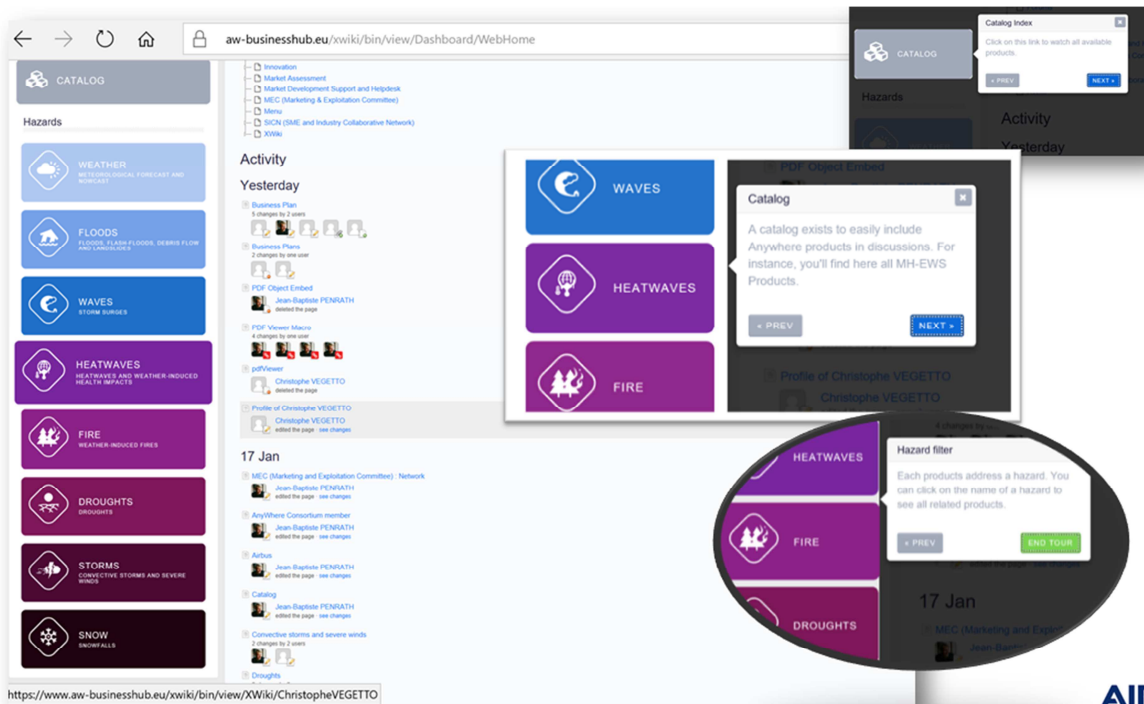 aw-businesshub.eu/xwiki/bin/view/Dashboard/WebHome
CATALOG
Hazards
WEATHER
METEOROLOGICAL FORECAST AND
NOWCAST
FLOODS
FLOODS, FLASH-FLOODS, DEBRIS FLOW
AND LANDSLIDES
WAVES
STORM SURGES
HEATWAVES
HEATWAVES AND WEATHER-INDUCED
HEALTH IMPACTS
FIRE
WEATHER-INDUCED FIRES
DROUGHTS
DROUGHTS
STORMS
CONVECTIVE STORMS AND SEVERE
WINDS
SNOW
SNOWFALLS
Innovation
Market Assessment
Market Development Support and Helpdesk
MEC (Marketing & Exploitation Committee)
Menu
SICN (SME and Industry Collaborative Network)
XWiki
Activity
Yesterday
Business Plan
5 changes by 2 users
Business Plans
2 changes by one user
PDF Object Embed
Jean-Baptiste PENRATH
deleted the page
PDF Viewer Macro
4 changes by one user
pdfViewer
Christophe VEGETTO
deleted the page
Profile of Christophe VEGETTO
Christophe VEGETTO
edited the page - see changes
17 Jan
MEC (Marketing and Exploitation Committee) : Network
Jean-Baptiste PENRATH
edited the page - see changes
AnyWhere Consortium member
Jean-Baptiste PENRATH
edited the page - see changes
Airbus
Jean-Baptiste PENRATH
edited the page - see changes
Catalog
Jean-Baptiste PENRATH
edited the page - see changes
Convective storms and severe winds
2 changes by 2 users
Droughts
https://www.aw-businesshub.eu/xwiki/bin/view/XWiki/ChristopheVEGETTO
CATALOG
Hazards
Catalog Index
Click on this link to watch all available
products.
« PREV
NEXT »
Activity
Yesterday
WAVES
HEATWAVES
FIRE
PDF Object Embed
Catalog
A catalog exists to easily include
Anywhere products in discussions. For
instance, you'll find here all MH-EWS
Products.
« PREV
NEXT »
Profile of Christophe VEGETTO
Christophe VEGETTO
HEATWAVES
FIRE
DROUGHTS
Hazard filter
Each products address a hazard. You
can click on the name of a hazard to
see all related products.
« PREV
END TOUR
edited the page - see changes
17 Jan
MEC (Marketing and
Jean-